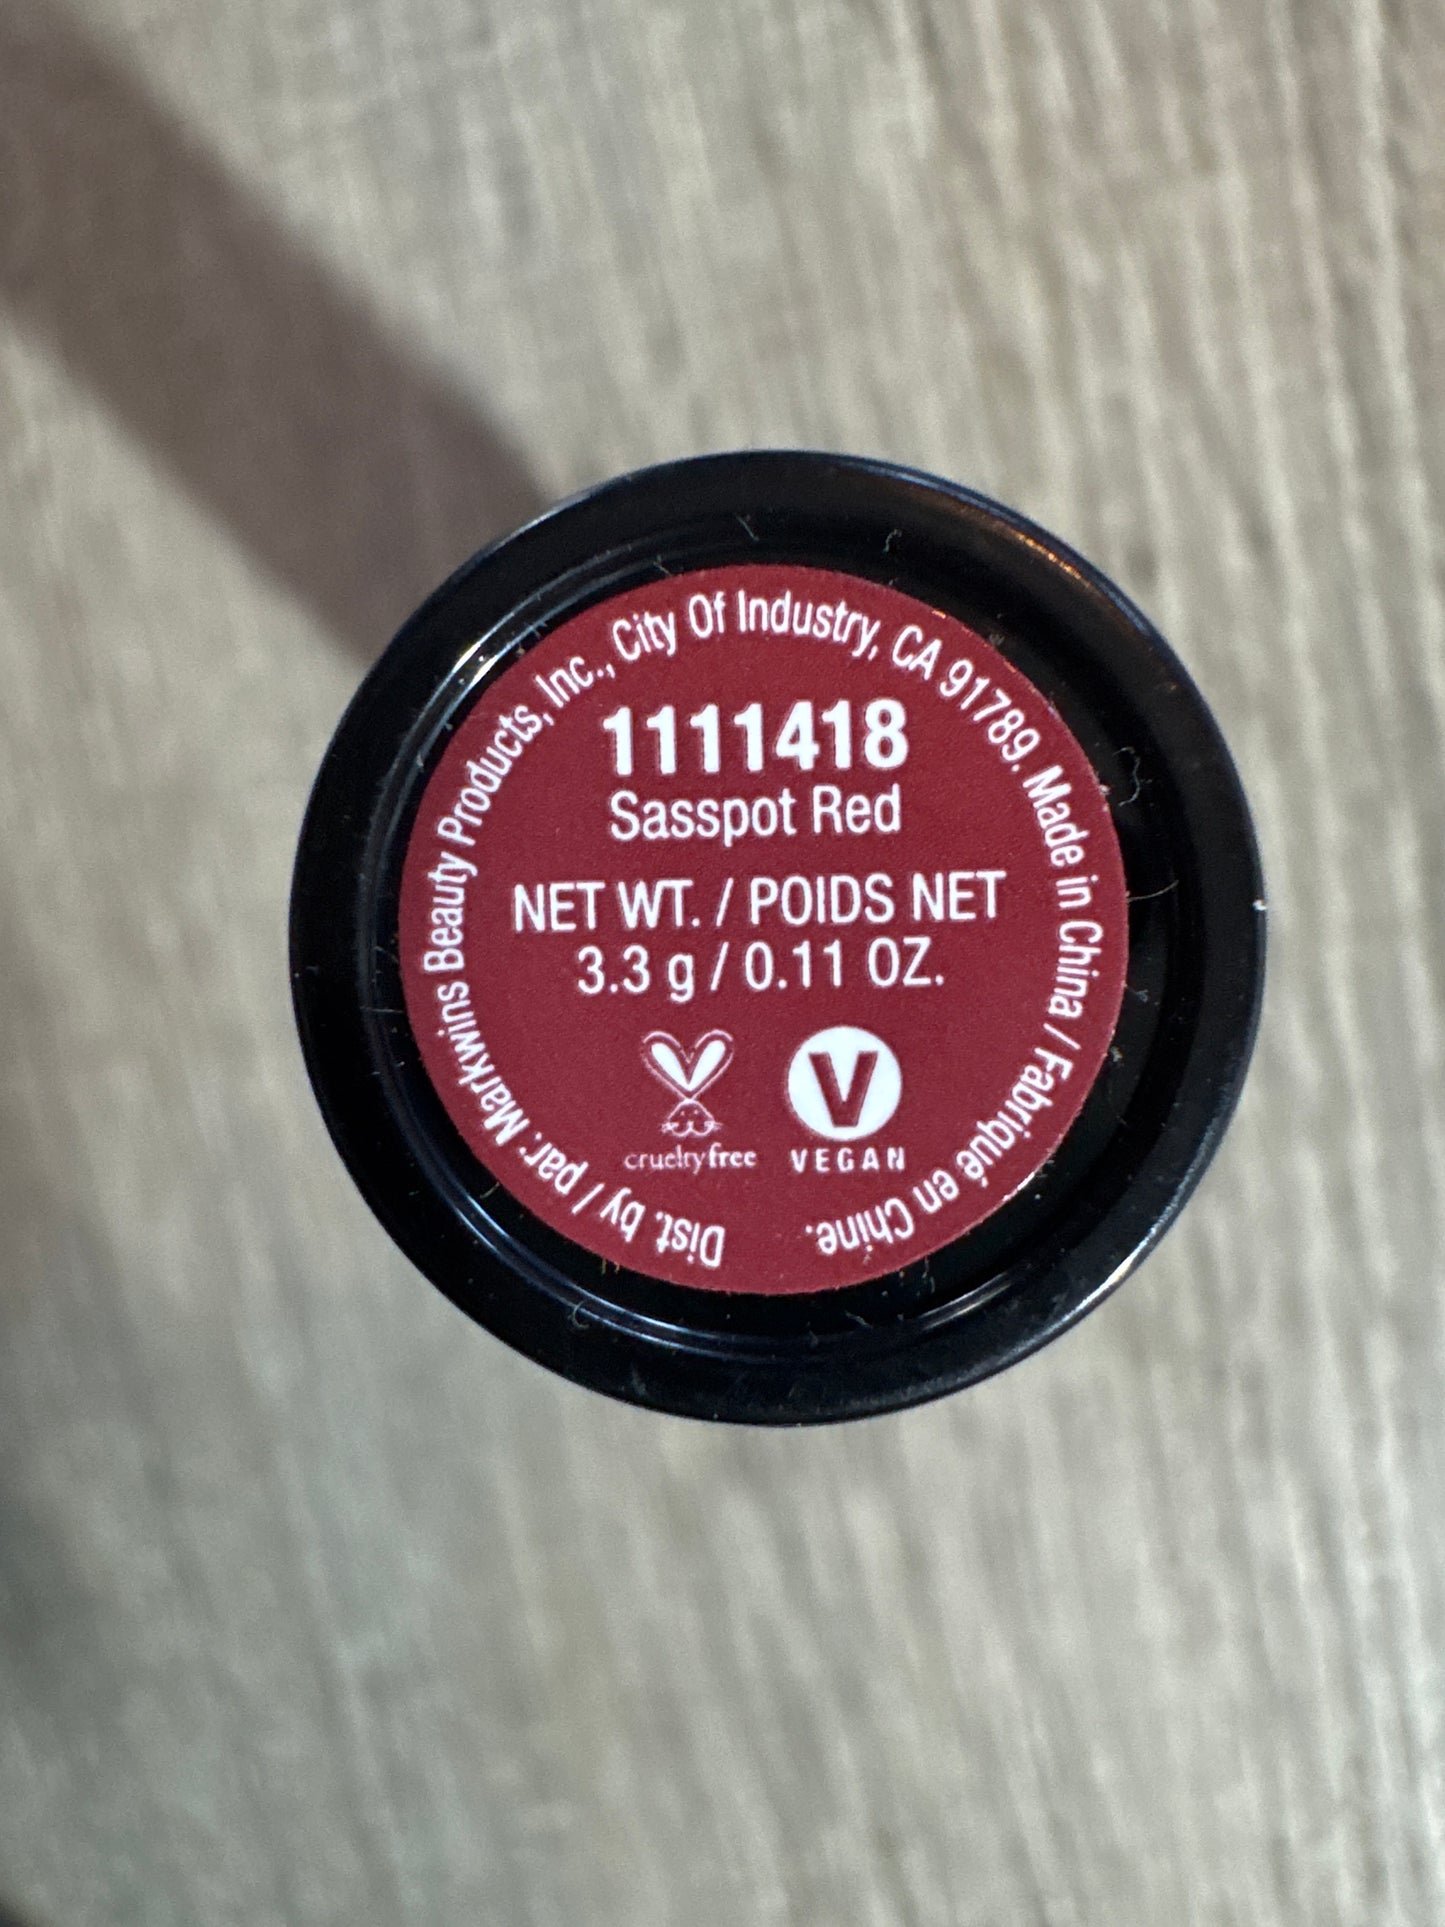 Dist. by / par: Markwins Beauty Products, Inc., City Of Industry, CA 91789. Made in China / Fabriqué en Chine.
1111418
Sasspot Red
NET WT. / POIDS NET
3.3 g / 0.11 OZ.
crueltyfree
V
VEGAN